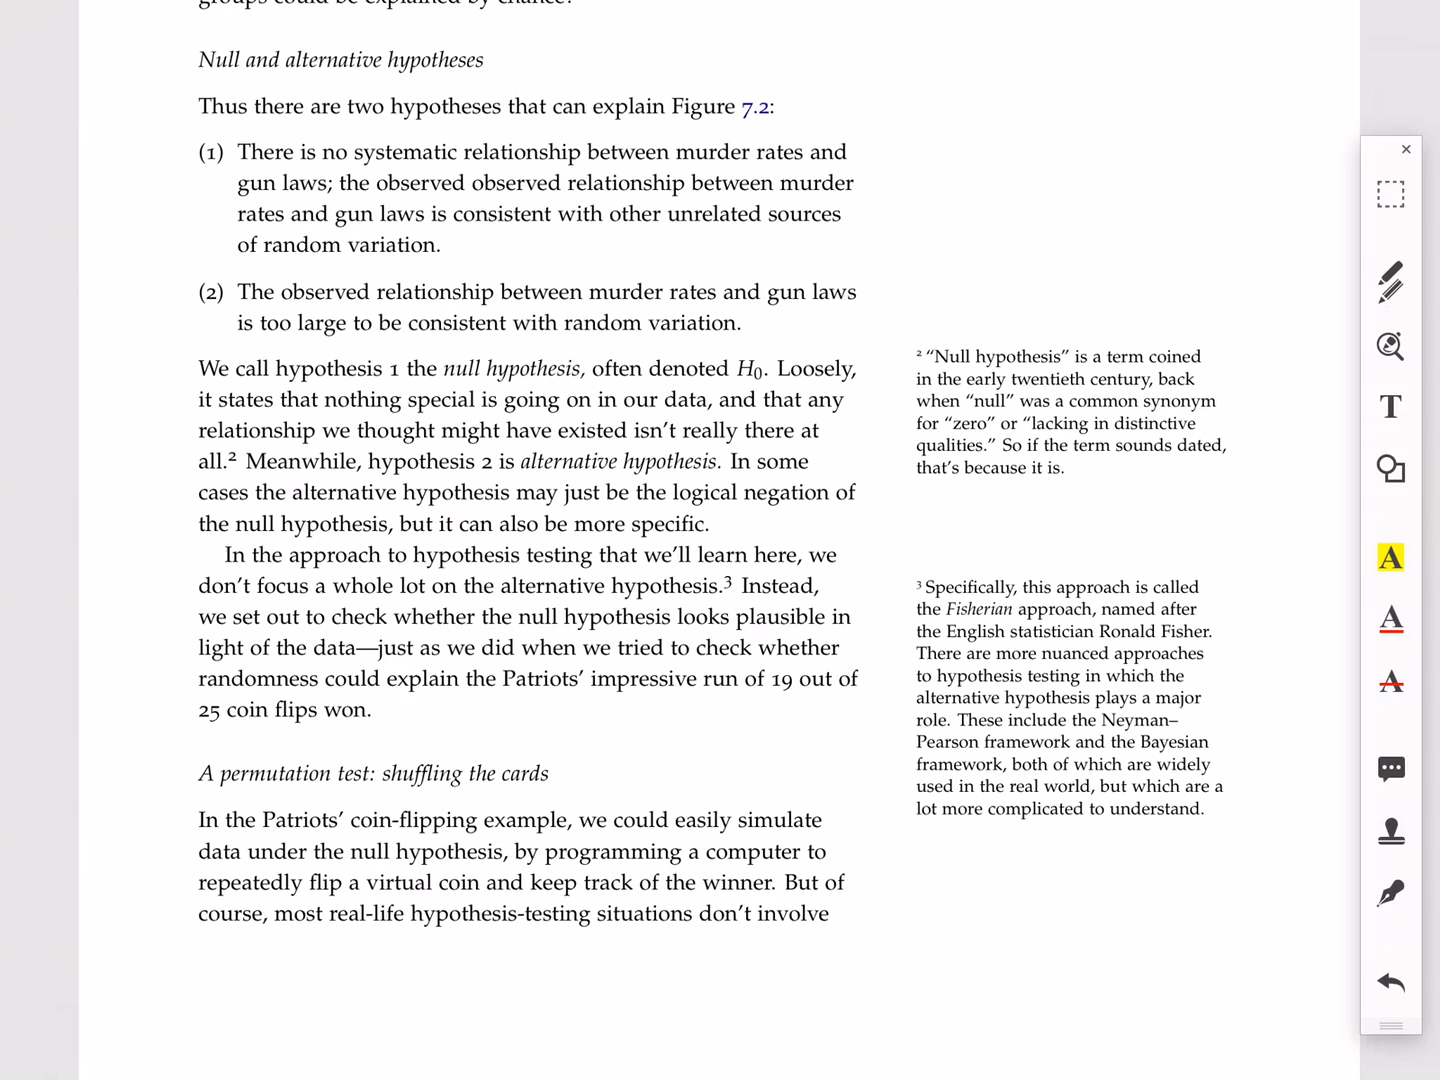 groups could be explained by chance?
Null and alternative hypotheses
Thus there are two hypotheses that can explain Figure 7.2:
(1) There is no systematic relationship between murder rates and
gun laws; the observed observed relationship between murder
rates and gun laws is consistent with other unrelated sources
of random variation.
(2) The observed relationship between murder rates and gun laws
is too large to be consistent with random variation.
We call hypothesis 1 the null hypothesis, often denoted H0. Loosely,
it states that nothing special is going on in our data, and that any
relationship we thought might have existed isn't really there at
all.2 Meanwhile, hypothesis 2 is alternative hypothesis. In some
cases the alternative hypothesis may just be the logical negation of
the null hypothesis, but it can also be more specific.
In the approach to hypothesis testing that we'll learn here, we
don't focus a whole lot on the alternative hypothesis.3 Instead,
we set out to check whether the null hypothesis looks plausible in
light of the data—just as we did when we tried to check whether
randomness could explain the Patriots' impressive run of 19 out of
25 coin flips won.
A permutation test: shuffling the cards
In the Patriots' coin-flipping example, we could easily simulate
data under the null hypothesis, by programming a computer to
repeatedly flip a virtual coin and keep track of the winner. But of
course, most real-life hypothesis-testing situations don't involve
2 "Null hypothesis" is a term coined
in the early twentieth century, back
when "null" was a common synonym
for "zero" or "lacking in distinctive
qualities." So if the term sounds dated,
that's because it is.
3 Specifically, this approach is called
the Fisherian approach, named after
the English statistician Ronald Fisher.
There are more nuanced approaches
to hypothesis testing in which the
alternative hypothesis plays a major
role. These include the Neyman–
Pearson framework and the Bayesian
framework, both of which are widely
used in the real world, but which are a
lot more complicated to understand.
T
A
A
A